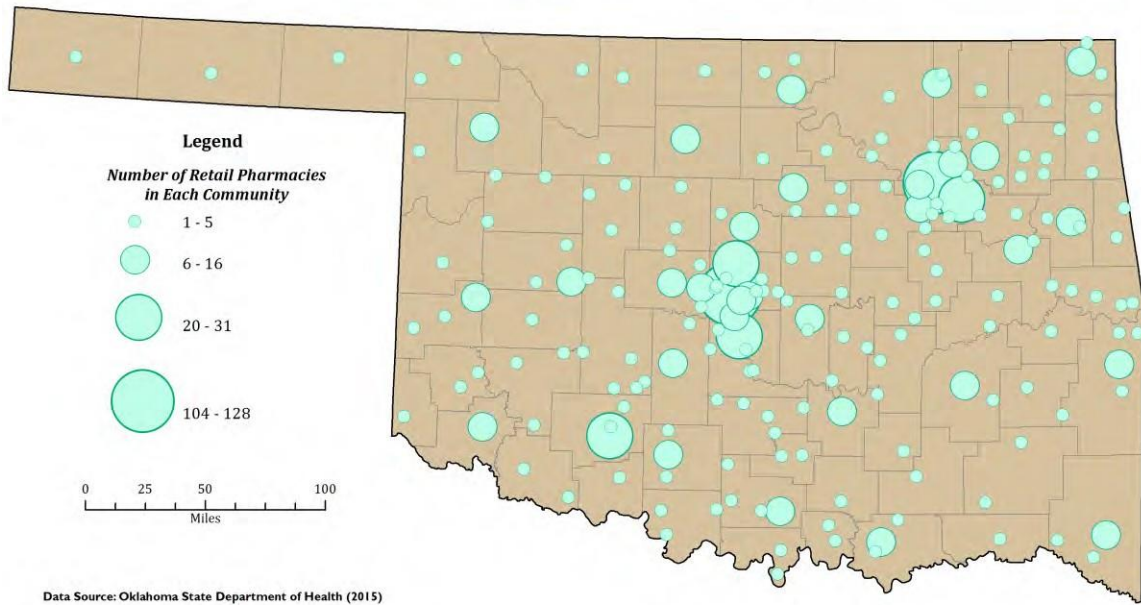 Legend
Number of Retail Pharmacies
in Each Community
1 - 5
6 - 16
20 - 31
104 - 128
0 25 50 100
Miles
Data Source: Oklahoma State Department of Health (2015)